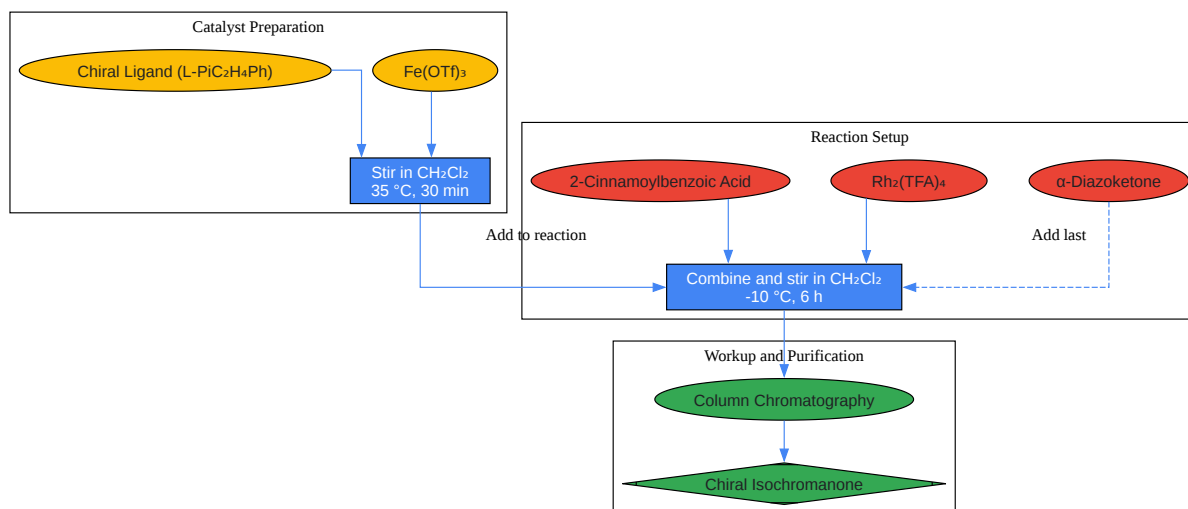 Catalyst Preparation
Chiral Ligand (L-PiC₂H₄Ph)
Fe(OTf)₃
Stir in CH₂Cl₂
35 °C, 30 min
Add to reaction
Reaction Setup
2-Cinnamoylbenzoic Acid
Rh₂(TFA)₄
α-Diazoketone
Add last
Combine and stir in CH₂Cl₂
-10 °C, 6 h
Workup and Purification
Column Chromatography
Chiral Isochromanone